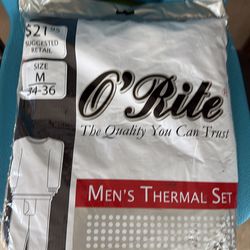 $21
SUGGESTED
RETAIL
SIZE
M
34-36
O'Rite
The Quality You Can Trust
MEN'S THERMAL SET